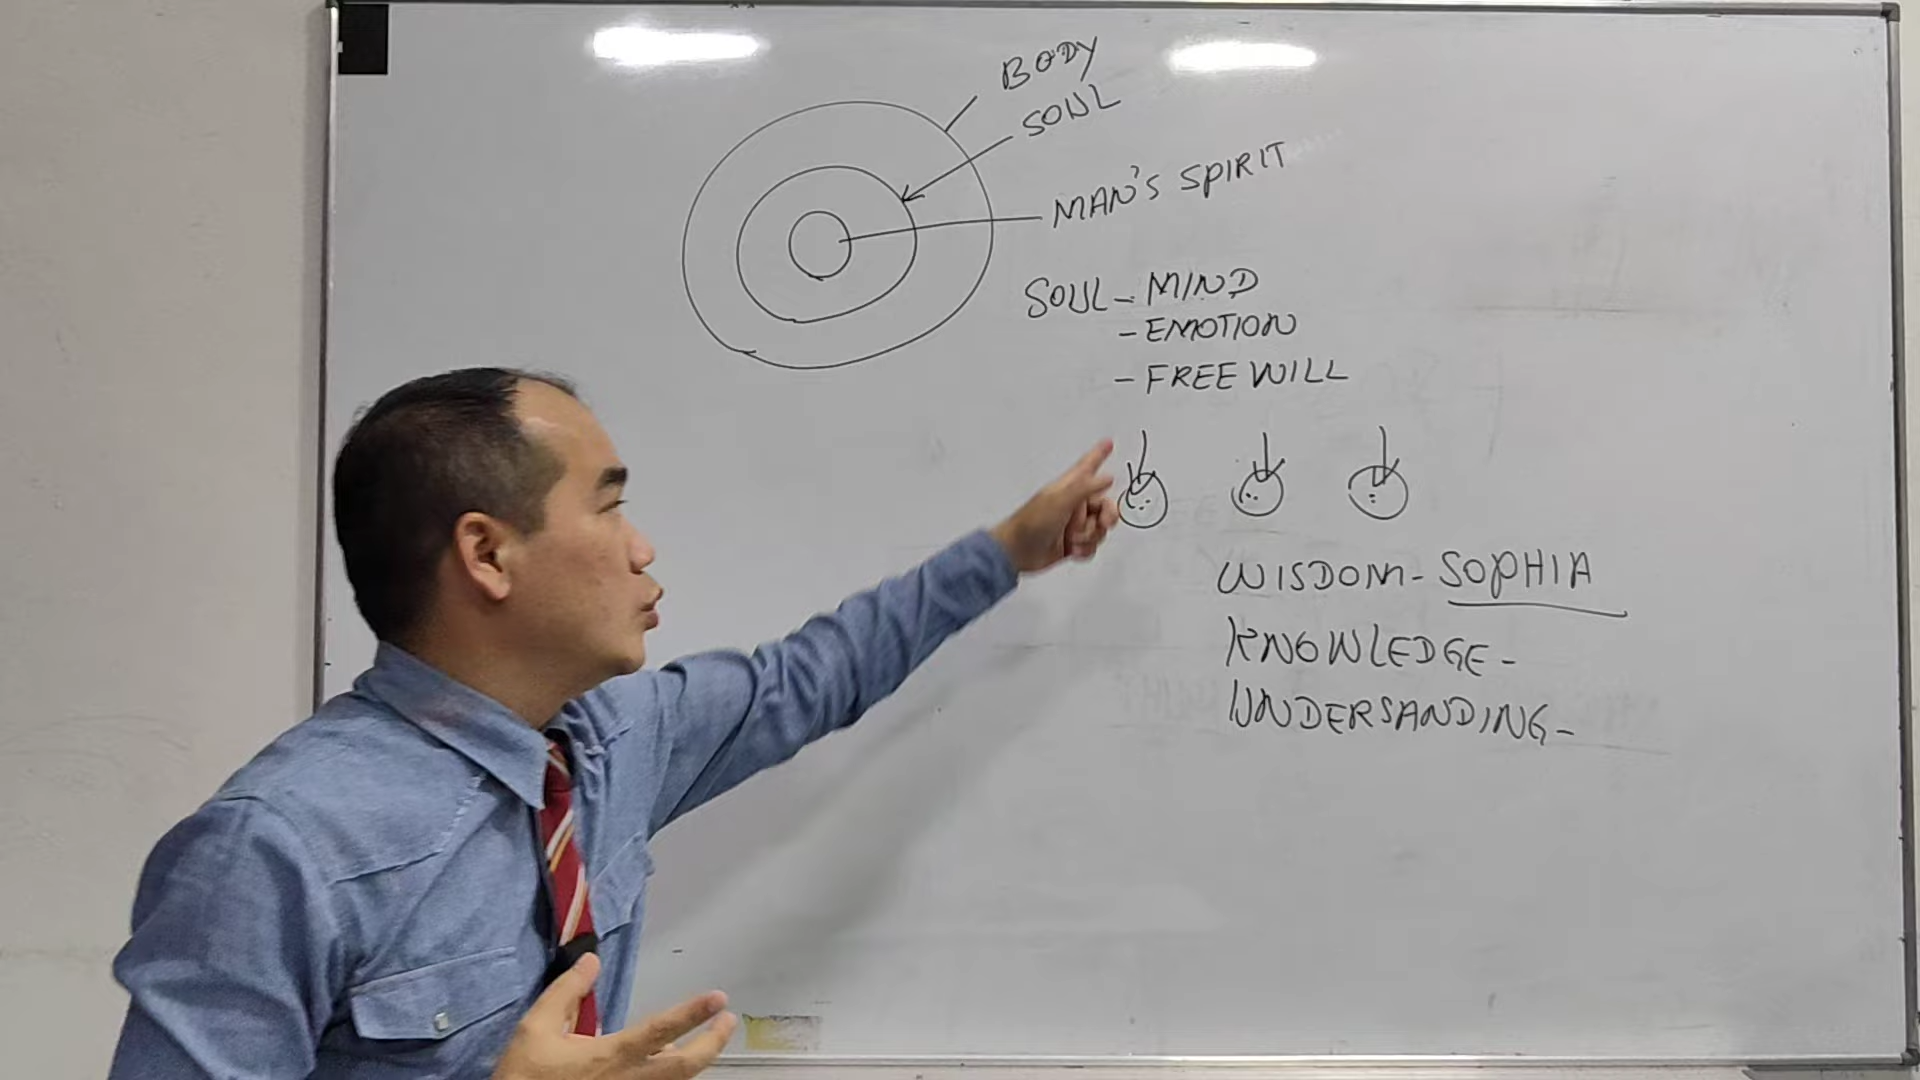 BODY
SOUL
MAN'S SPIRIT
SOUL - MIND
- EMOTION
- FREE WILL
WISDOM - SOPHIA
KNOWLEDGE -
UNDERSANDING -